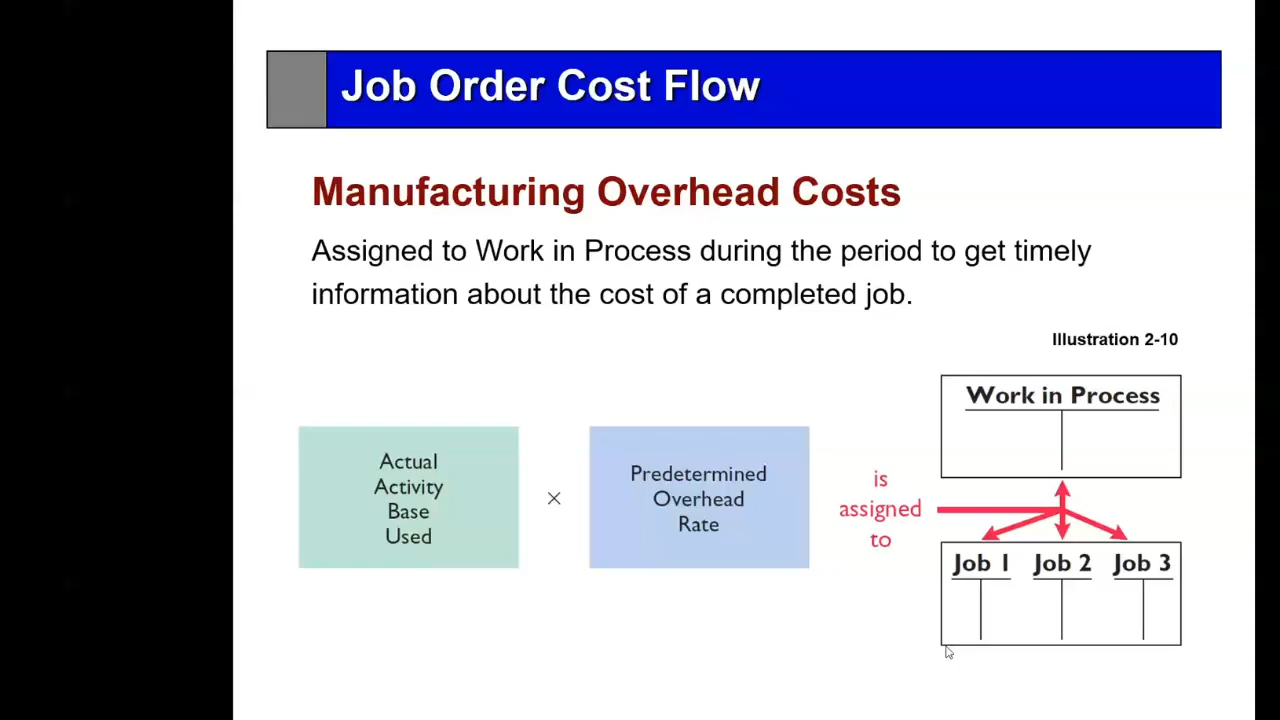 Job Order Cost Flow
Manufacturing Overhead Costs
Assigned to Work in Process during the period to get timely
information about the cost of a completed job.
Illustration 2-10
Actual
Activity
Base
Used
×
Predetermined
Overhead
Rate
is
assigned
to
Work in Process
Job 1 Job 2 Job 3